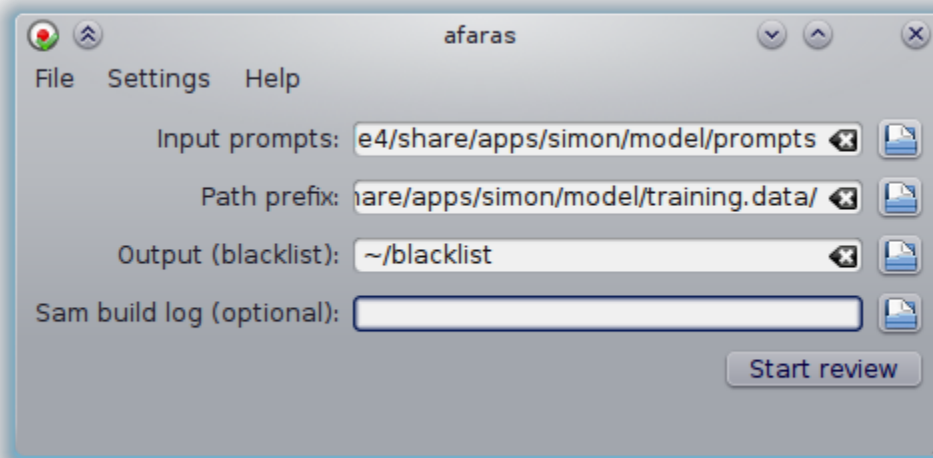 afaras
File Settings Help
Input prompts: e4/share/apps/simon/model/prompts
Path prefix: hare/apps/simon/model/training.data/
Output (blacklist): ~/blacklist
Sam build log (optional):
Start review